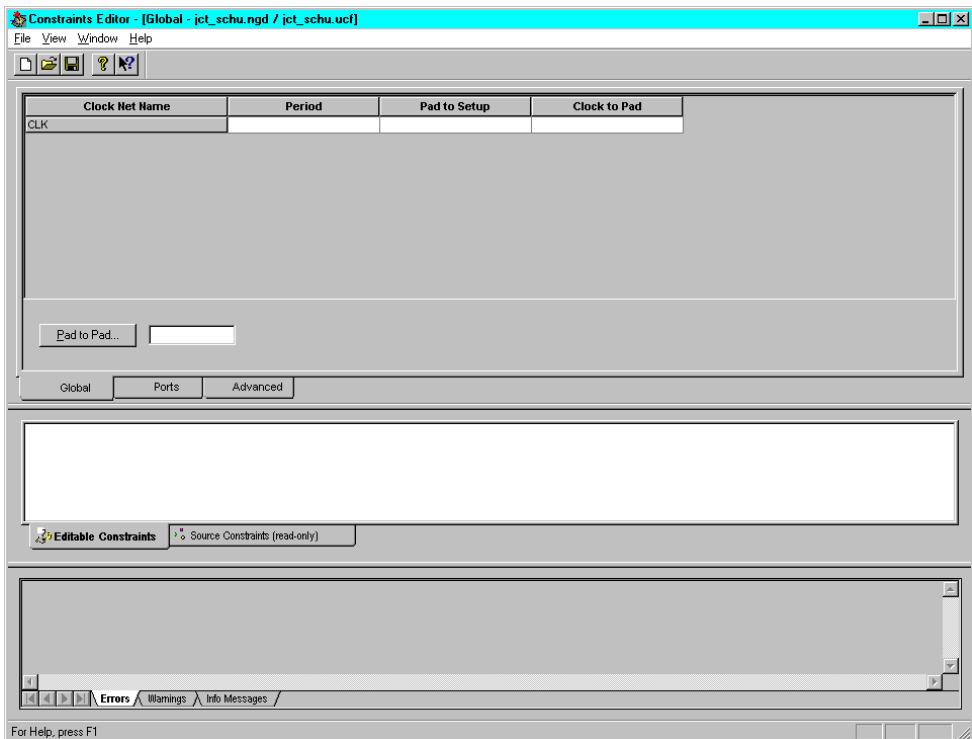 Constraints Editor - [Global - jct_schu.ngd / jct_schu.ucf]
File View Window Help
Clock Net Name Period Pad to Setup Clock to Pad
CLK
Pad to Pad...
Global Ports Advanced
Editable Constraints Source Constraints (read-only)
Errors Warnings Info Messages
For Help, press F1